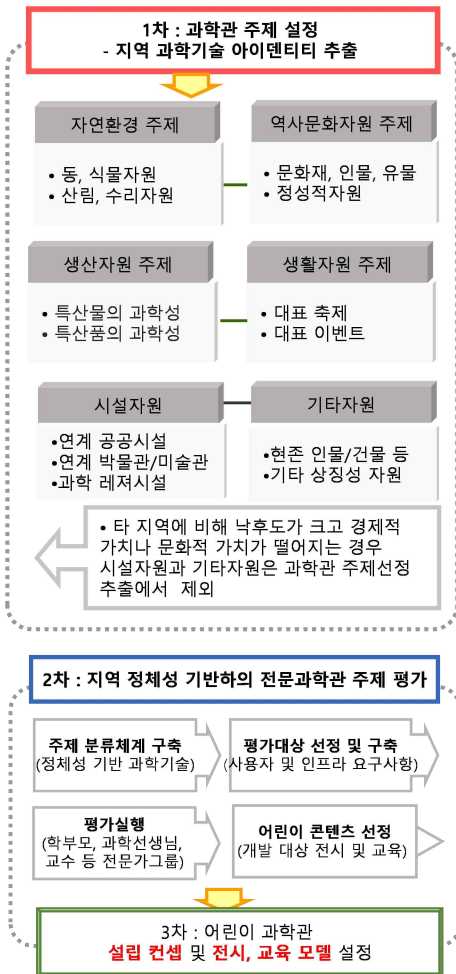 1차 : 과학관 주제 설정
- 지역 과학기술 아이덴티티 추출
자연환경 주제
• 동, 식물자원
• 산림, 수리자원
역사문화자원 주제
• 문화재, 인물, 유물
• 정성적자원
생산자원 주제
• 특산물의 과학성
• 특산품의 과학성
생활자원 주제
• 대표 축제
• 대표 이벤트
시설자원
•연계 공공시설
•연계 박물관/미술관
•과학 레져시설
기타자원
•현존 인물/건물 등
•기타 상징성 자원
• 타 지역에 비해 낙후도가 크고 경제적
가치나 문화적 가치가 떨어지는 경우
시설자원과 기타자원은 과학관 주제선정
추출에서 제외
2차 : 지역 정체성 기반하의 전문과학관 주제 평가
주제 분류체계 구축
(정체성 기반 과학기술)
평가대상 선정 및 구축
(사용자 및 인프라 요구사항)
평가실행
(학부모, 과학선생님,
교수 등 전문가그룹)
어린이 콘텐츠 선정
(개발 대상 전시 및 교육)
3차 : 어린이 과학관
설립 컨셉 및 전시, 교육 모델 설정